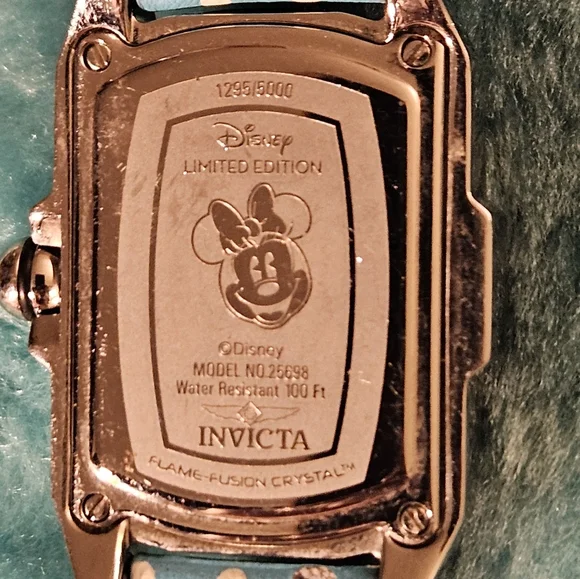 1295/5000
Disney
LIMITED EDITION
©Disney
MODEL NO.25698
Water Resistant 100 Ft
INVICTA
FLAME-FUSION CRYSTAL™